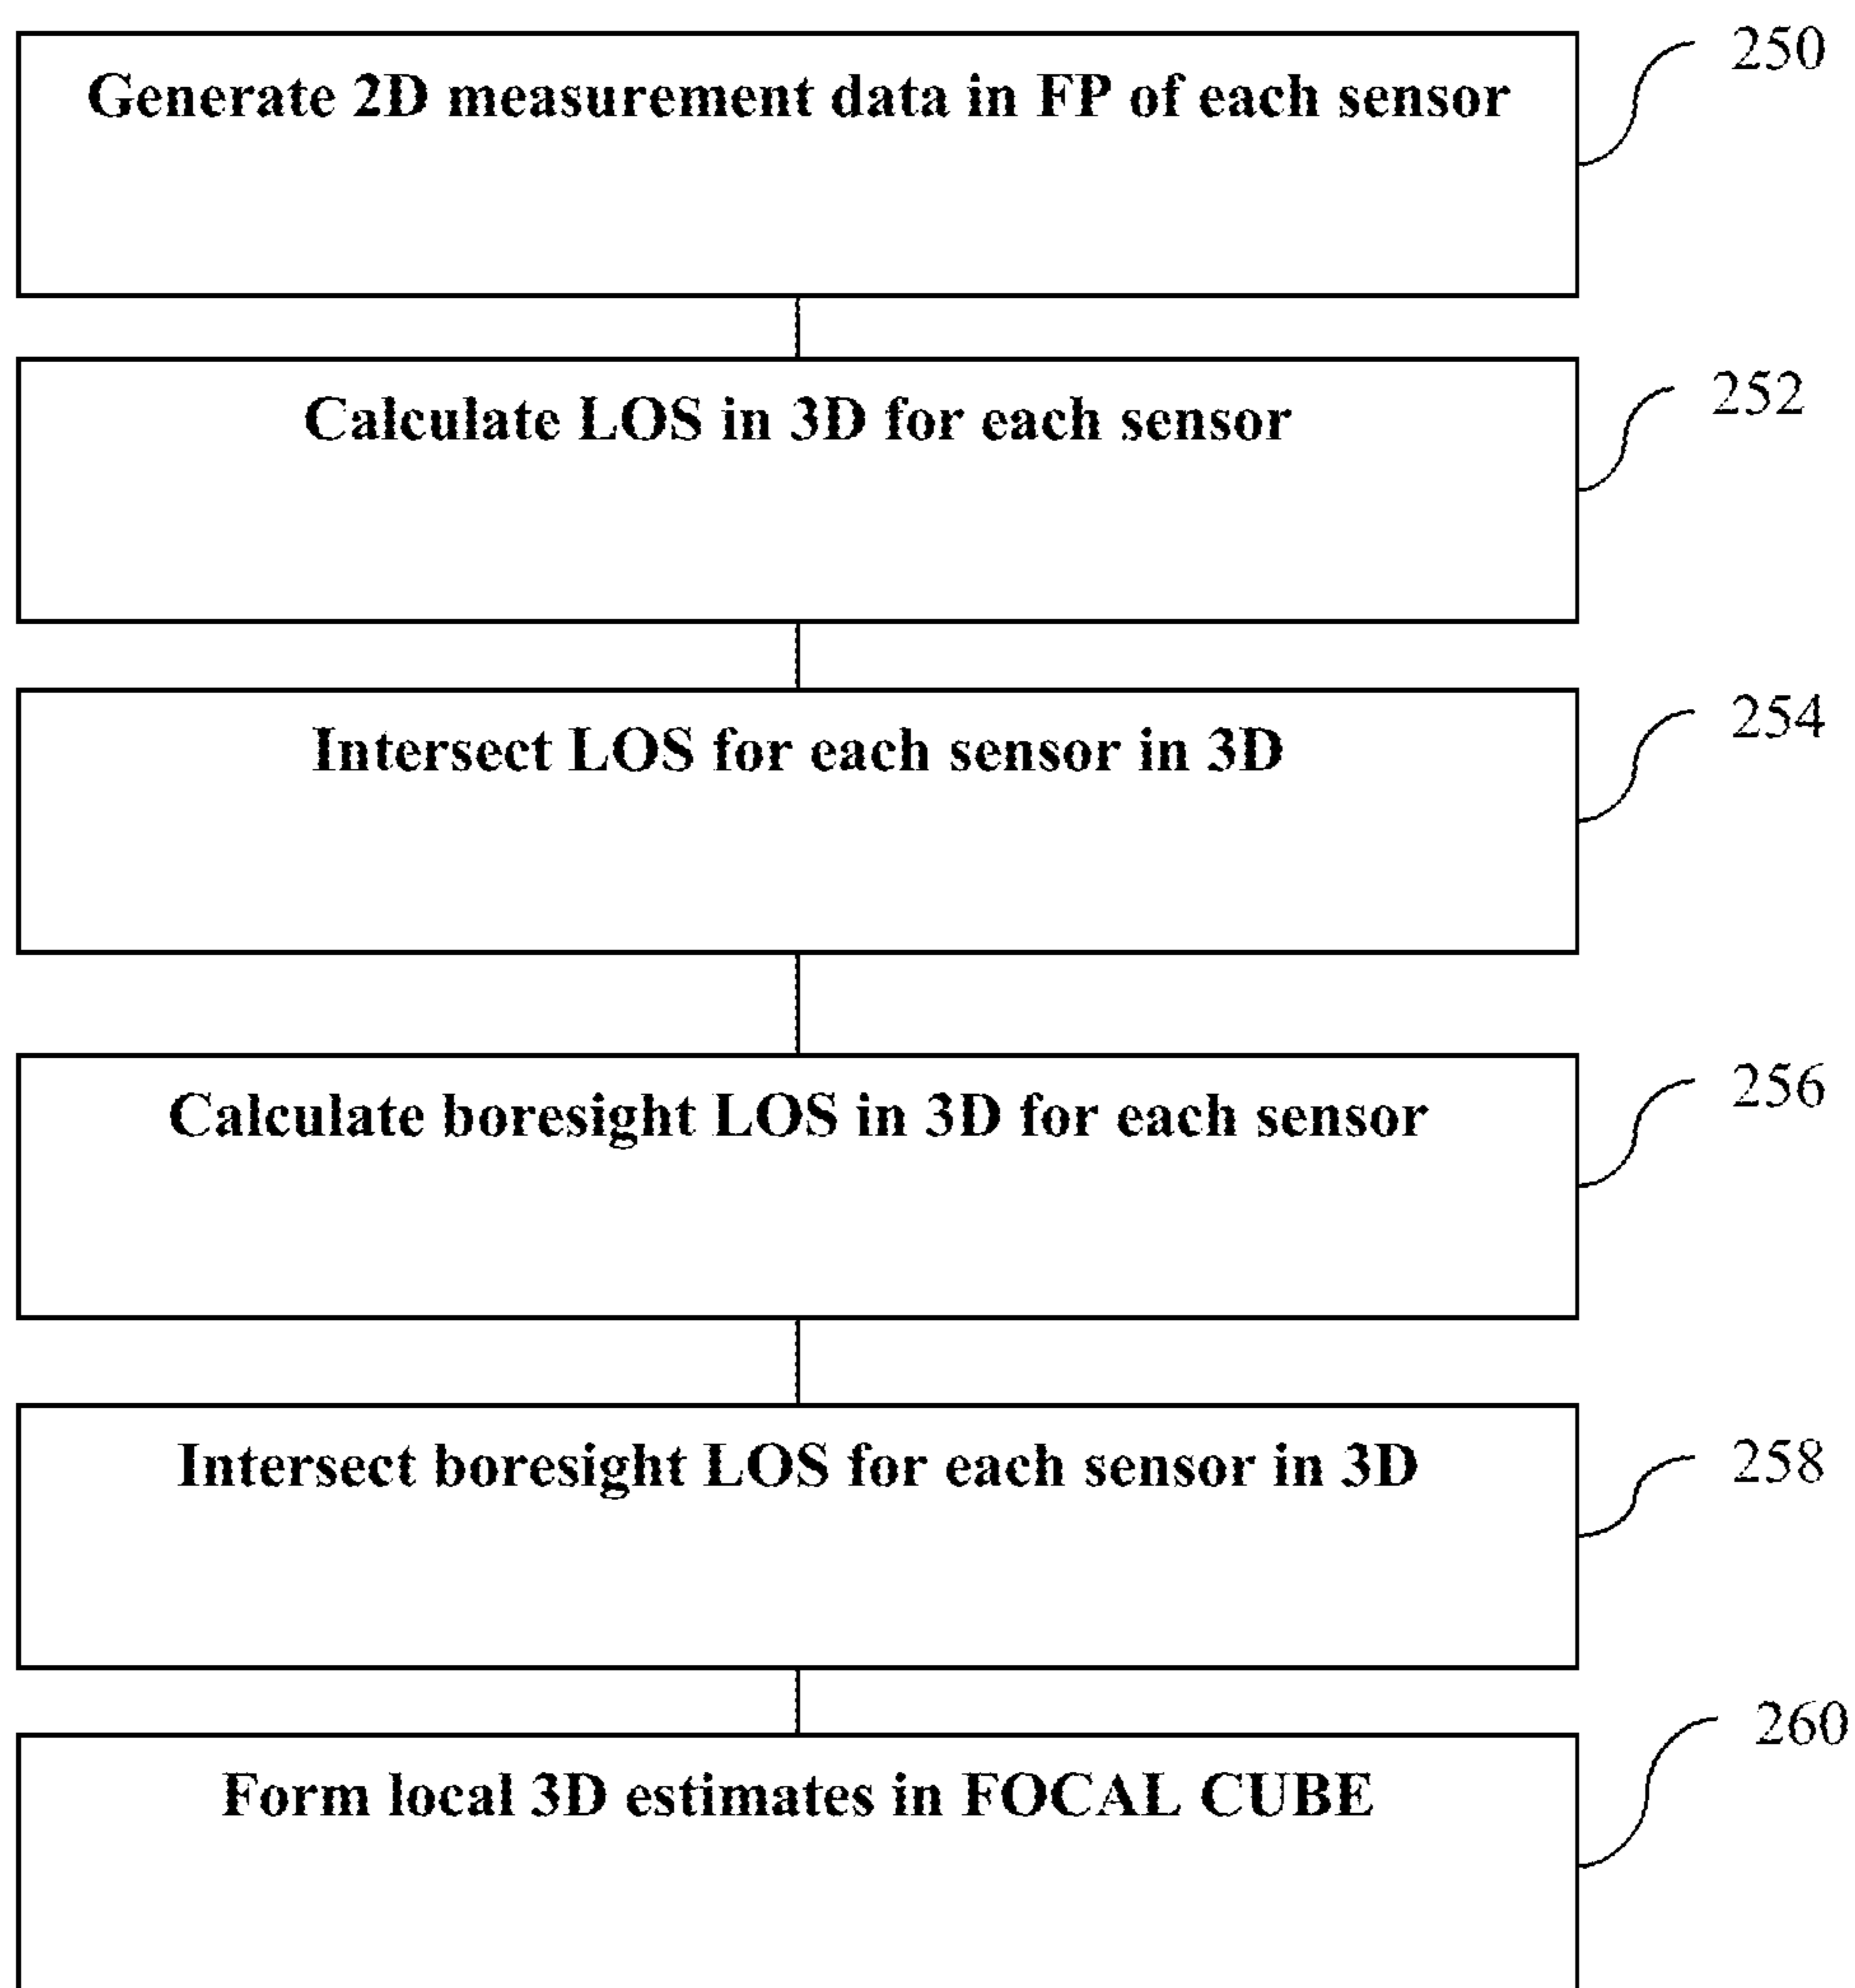 Generate 2D measurement data in FP of each sensor
250
Calculate LOS in 3D for each sensor
252
Intersect LOS for each sensor in 3D
254
Calculate boresight LOS in 3D for each sensor
256
Intersect boresight LOS for each sensor in 3D
258
Form local 3D estimates in FOCAL CUBE
260